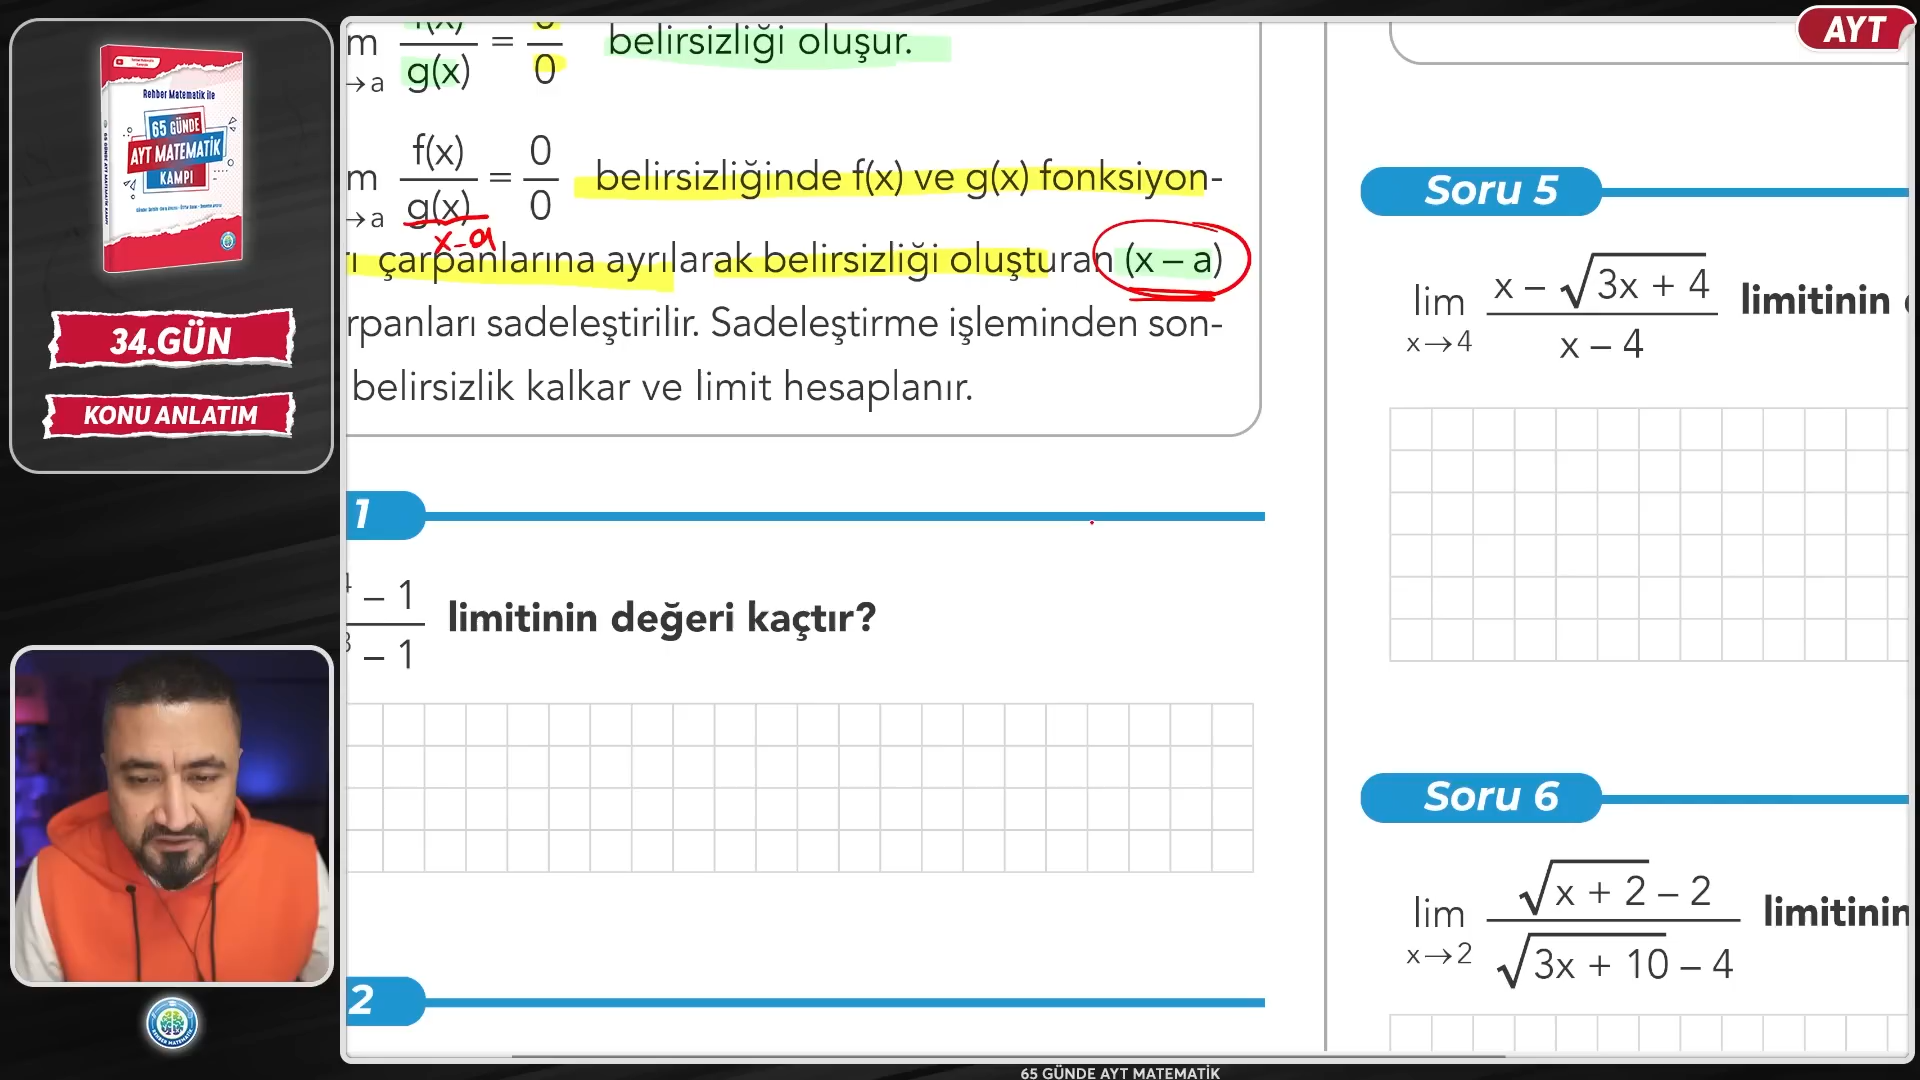 AYT
Rehber Matematik ile
65 GÜNDE
AYT MATEMATİK
KAMPI
34.GÜN
KONU ANLATIM
m →a f(x)/g(x) = 0/0 belirsizliği oluşur.
m →a f(x)/g(x) = 0/0 belirsizliğinde f(x) ve g(x) fonksiyon-
x-a
rı çarpanlarına ayrılarak belirsizliği oluşturan (x – a)
rpanları sadeleştirilir. Sadeleştirme işleminden son-
belirsizlik kalkar ve limit hesaplanır.
1
– 1 / – 1 limitinin değeri kaçtır?
2
Soru 5
lim x→4 (x – √(3x + 4)) / (x – 4) limitinin
Soru 6
lim x→2 (√(x + 2) – 2) / (√(3x + 10) – 4) limitinin
65 GÜNDE AYT MATEMATİK